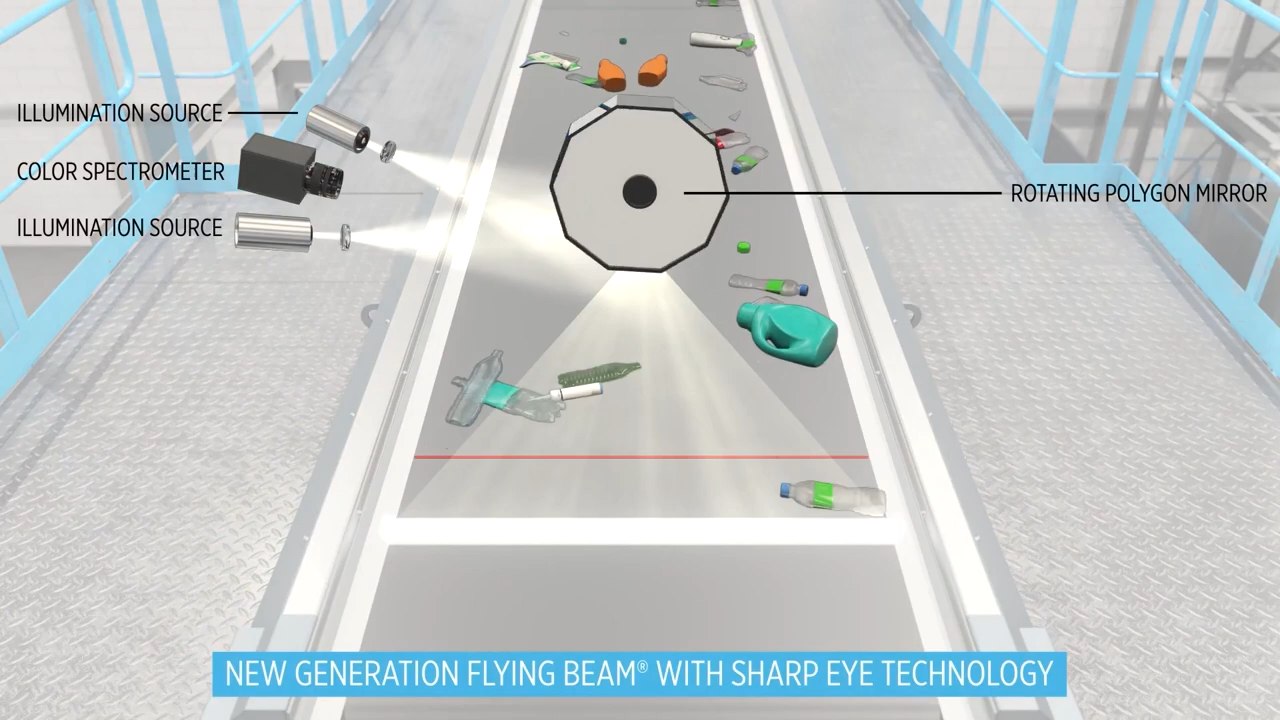 ILLUMINATION SOURCE
COLOR SPECTROMETER
ILLUMINATION SOURCE
ROTATING POLYGON MIRROR
NEW GENERATION FLYING BEAM® WITH SHARP EYE TECHNOLOGY